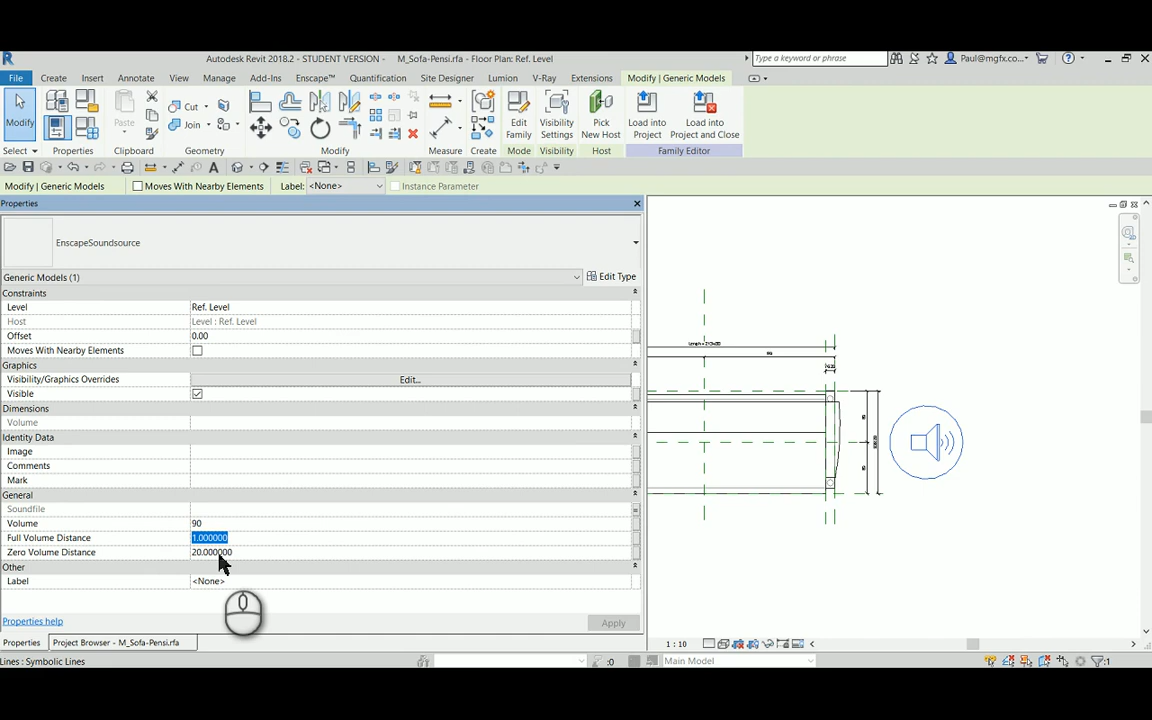 Autodesk Revit 2018.2 - STUDENT VERSION - M_Sofa-Pensi.rfa - Floor Plan: Ref. Level
Type a keyword or phrase
Paul@mgfx.co...
File Create Insert Annotate View Manage Add-Ins Enscape™ Quantification Site Designer Lumion V-Ray Extensions Modify | Generic Models
Modify
Paste
Cut
Join
Edit Family
Visibility Settings
Pick New Host
Load into Project
Load into Project and Close
Select Properties Clipboard Geometry Modify Measure Create Mode Visibility Host Family Editor
Modify | Generic Models Moves With Nearby Elements Label: <None> Instance Parameter
Properties
EnscapeSoundsource
Generic Models (1) Edit Type
Constraints
Level Ref. Level
Host Level : Ref. Level
Offset 0.00
Moves With Nearby Elements
Graphics
Visibility/Graphics Overrides Edit...
Visible
Dimensions
Volume
Identity Data
Image
Comments
Mark
General
Soundfile
Volume 90
Full Volume Distance 1.000000
Zero Volume Distance 20.000000
Other
Label <None>
Properties help Apply
Properties Project Browser - M_Sofa-Pensi.rfa
1 : 10
Lines : Symbolic Lines
:0
Main Model
:1